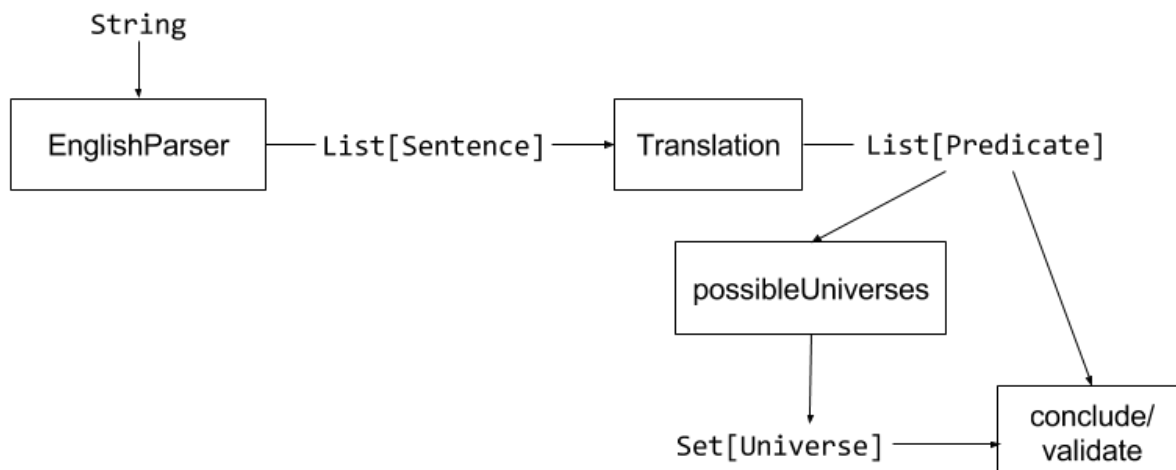 String
EnglishParser
List[Sentence]
Translation
List[Predicate]
possibleUniverses
Set[Universe]
conclude/
validate